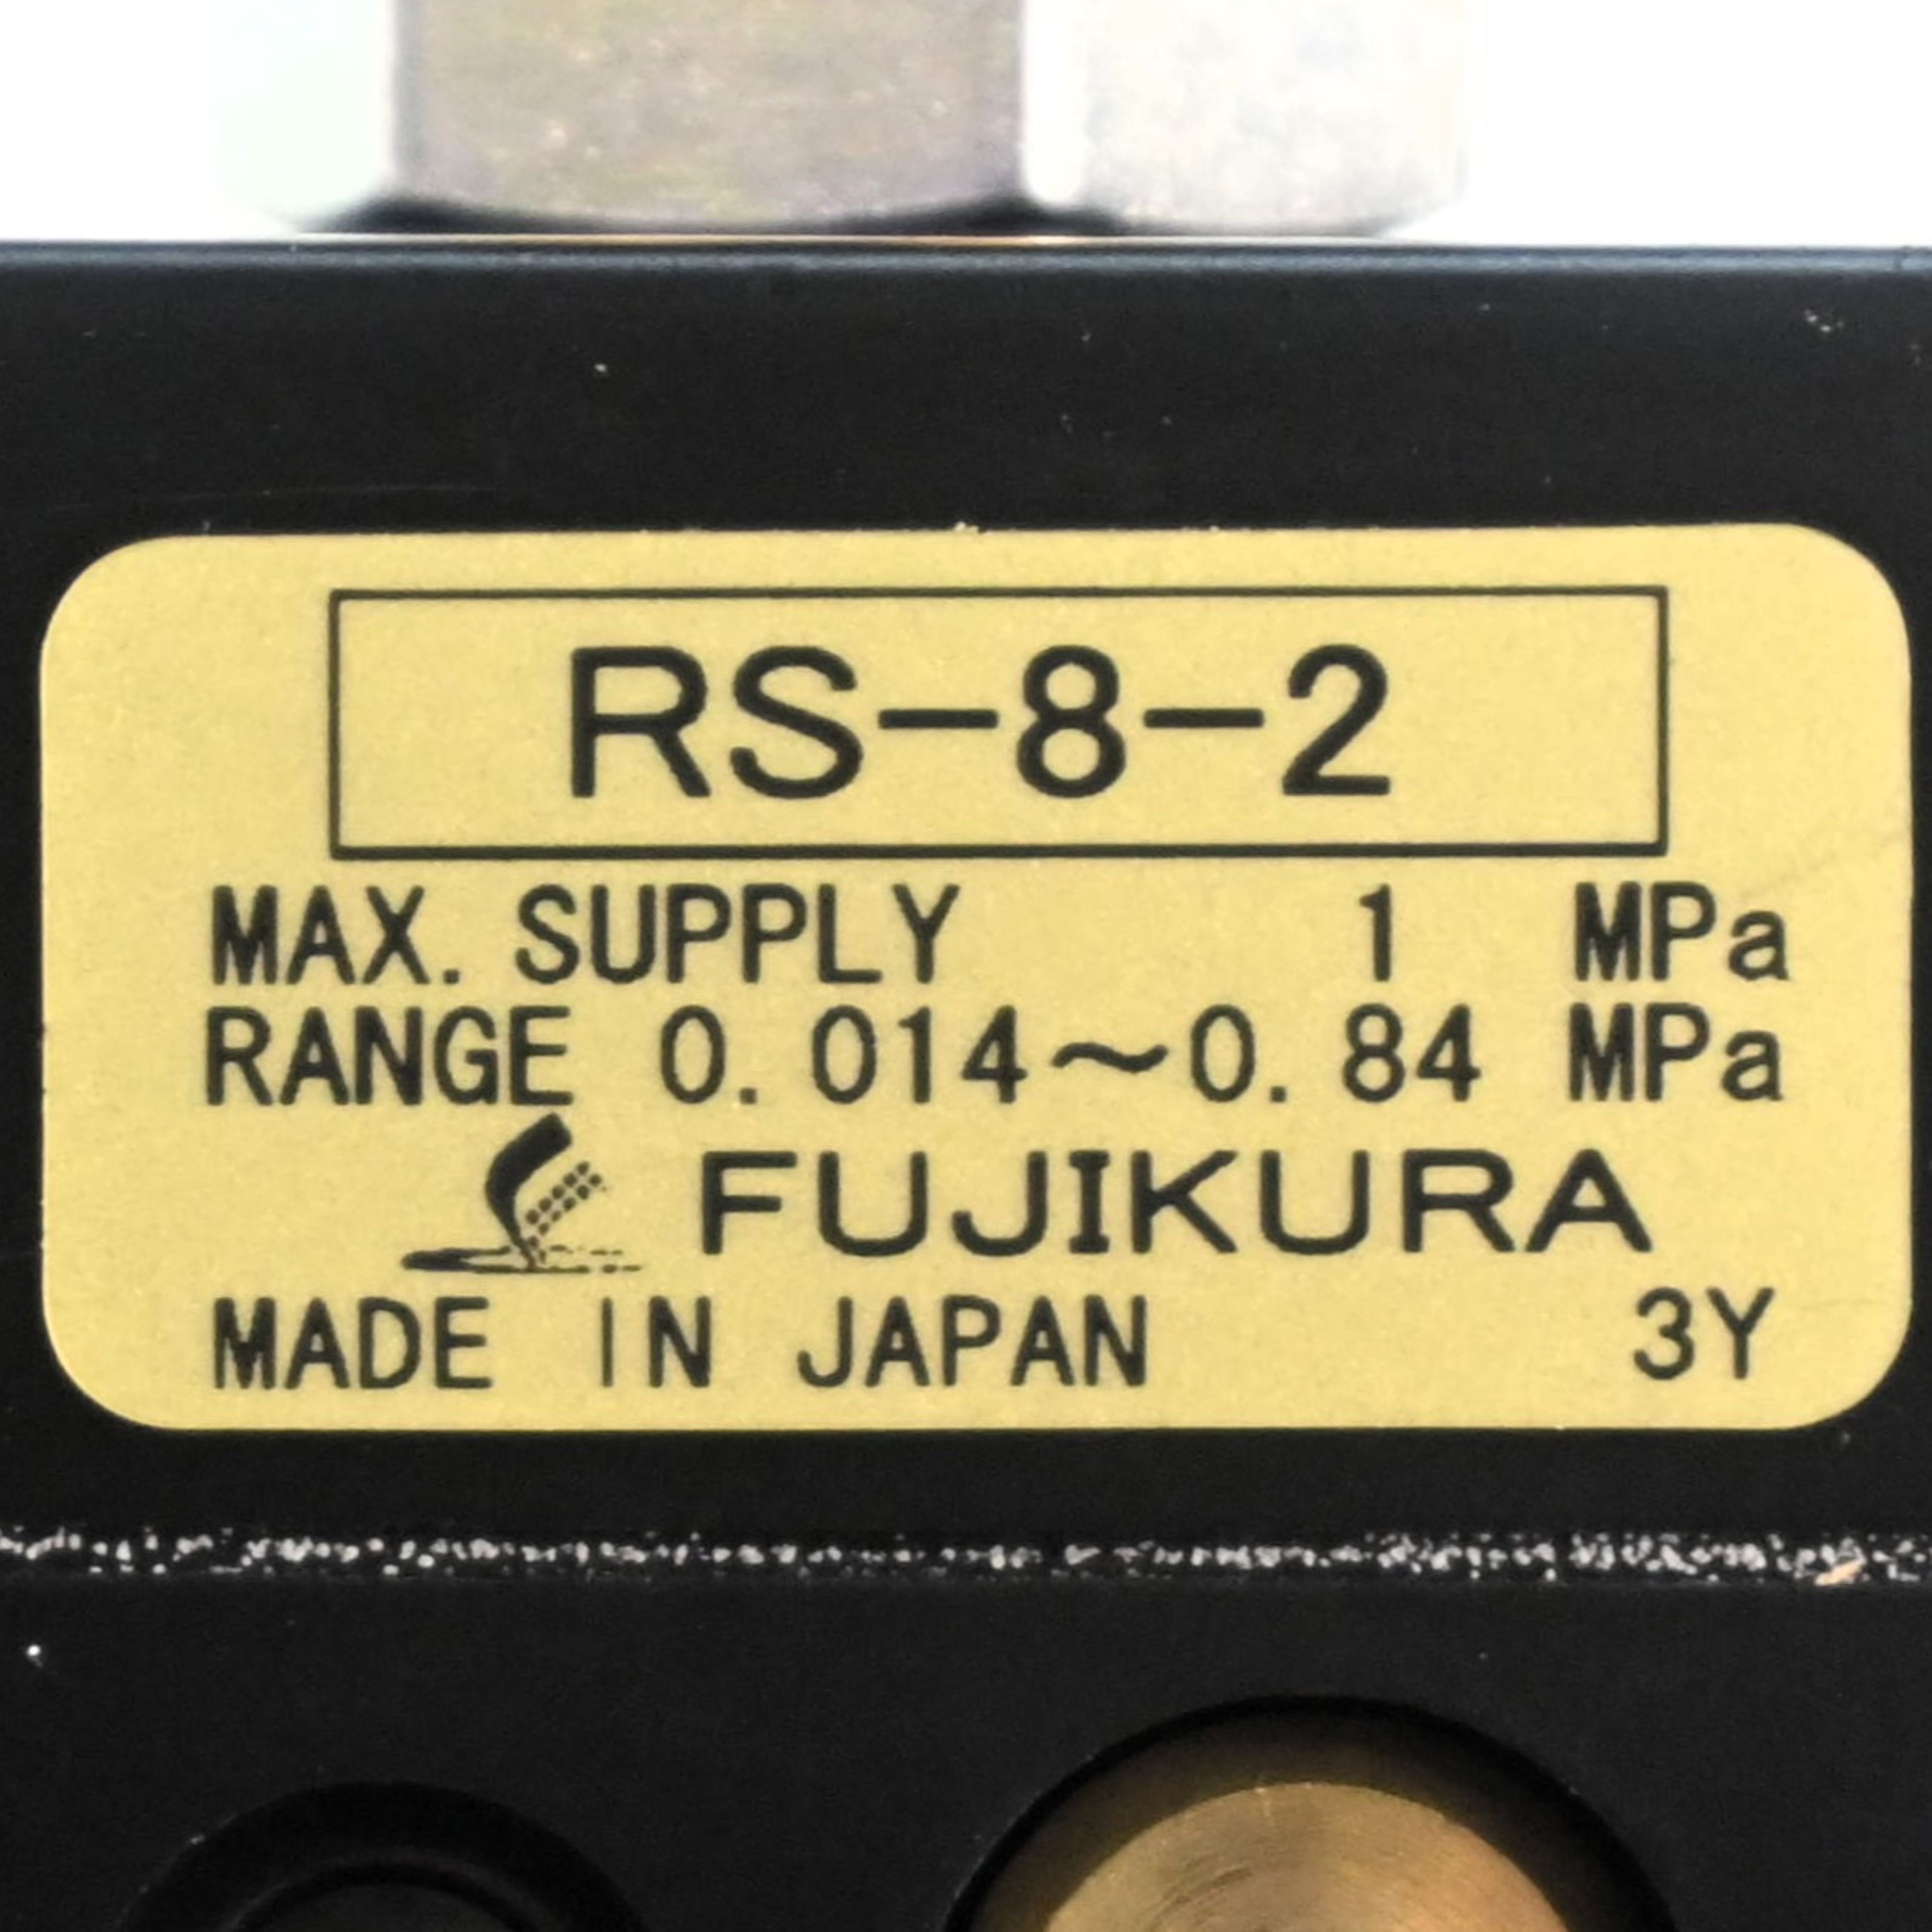 RS-8-2
MAX. SUPPLY 1 MPa
RANGE 0.014~0.84 MPa
FUJIKURA
MADE IN JAPAN 3Y